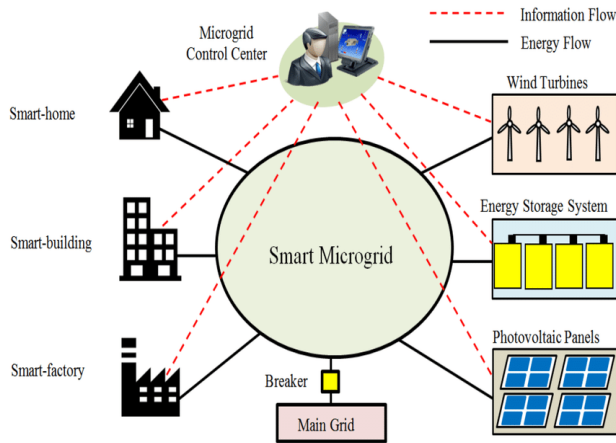 Microgrid
Control Center
Information Flow
Energy Flow
Smart-home
Wind Turbines
Smart-building
Energy Storage System
Smart Microgrid
Smart-factory
Photovoltaic Panels
Breaker
Main Grid